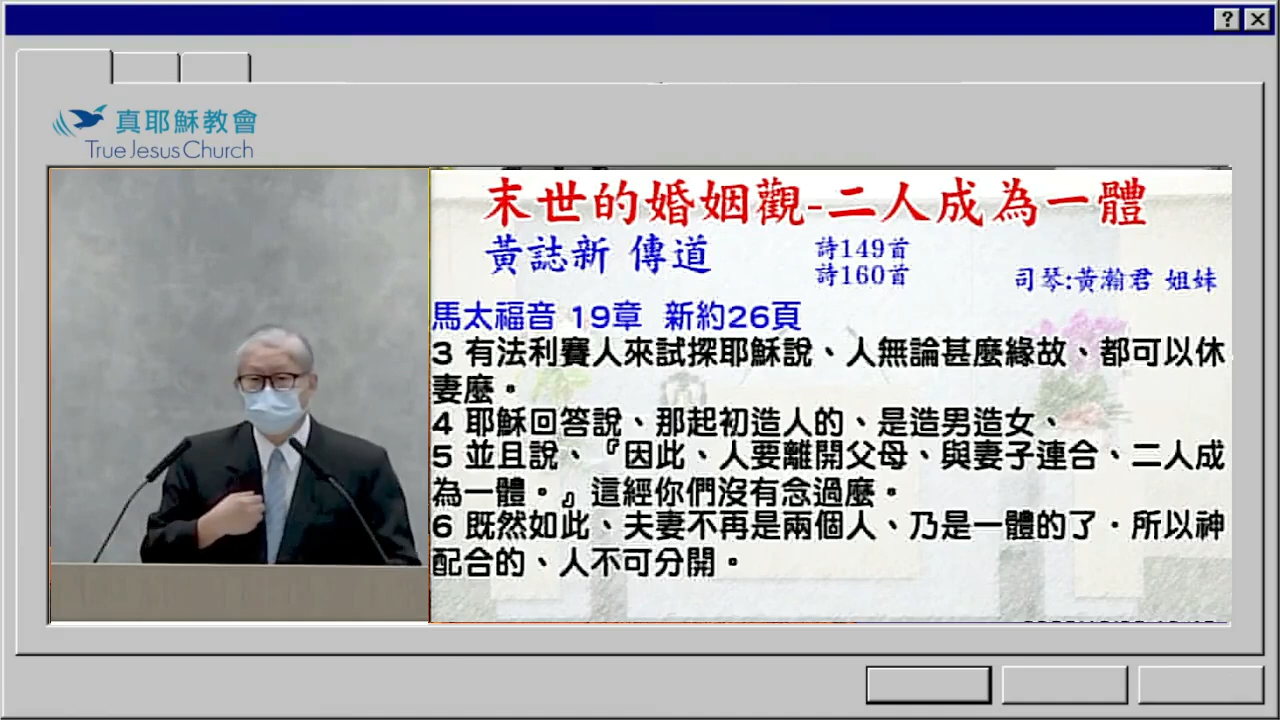 真耶穌教會
True Jesus Church
末世的婚姻觀-二人成為一體
黃誌新 傳道
詩149首
詩160首
司琴:黃瀚君 姐妹
馬太福音 19章 新約26頁
3 有法利賽人來試探耶穌說、人無論甚麼緣故、都可以休
妻麼。
4 耶穌回答說、那起初造人的、是造男造女、
5 並且說、『因此、人要離開父母、與妻子連合、二人成
為一體。』這經你們沒有念過麼。
6 既然如此、夫妻不再是兩個人、乃是一體的了．所以神
配合的、人不可分開。